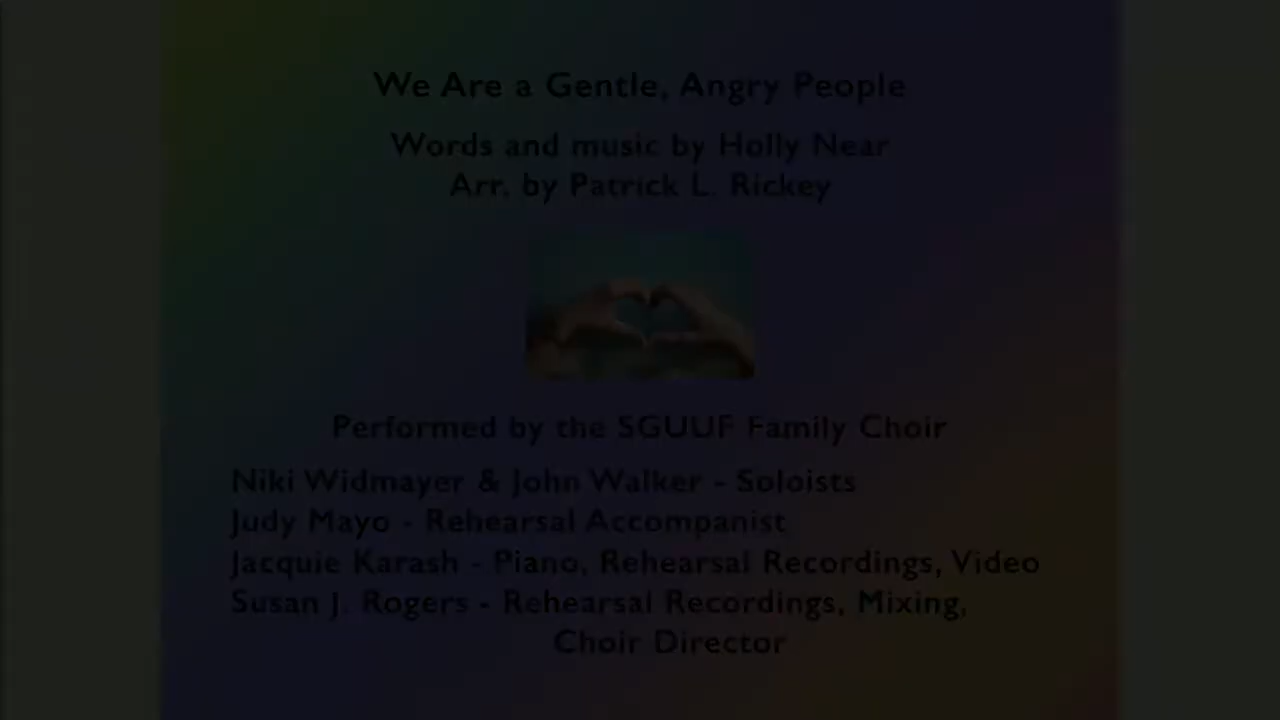 We Are a Gentle, Angry People
Words and music by Holly Near
Arr. by Patrick L. Rickey
Performed by the SGUUF Family Choir
Niki Widmayer & John Walker - Soloists
Judy Mayo - Rehearsal Accompanist
Jacquie Karash - Piano, Rehearsal Recordings, Video
Susan J. Rogers - Rehearsal Recordings, Mixing,
Choir Director